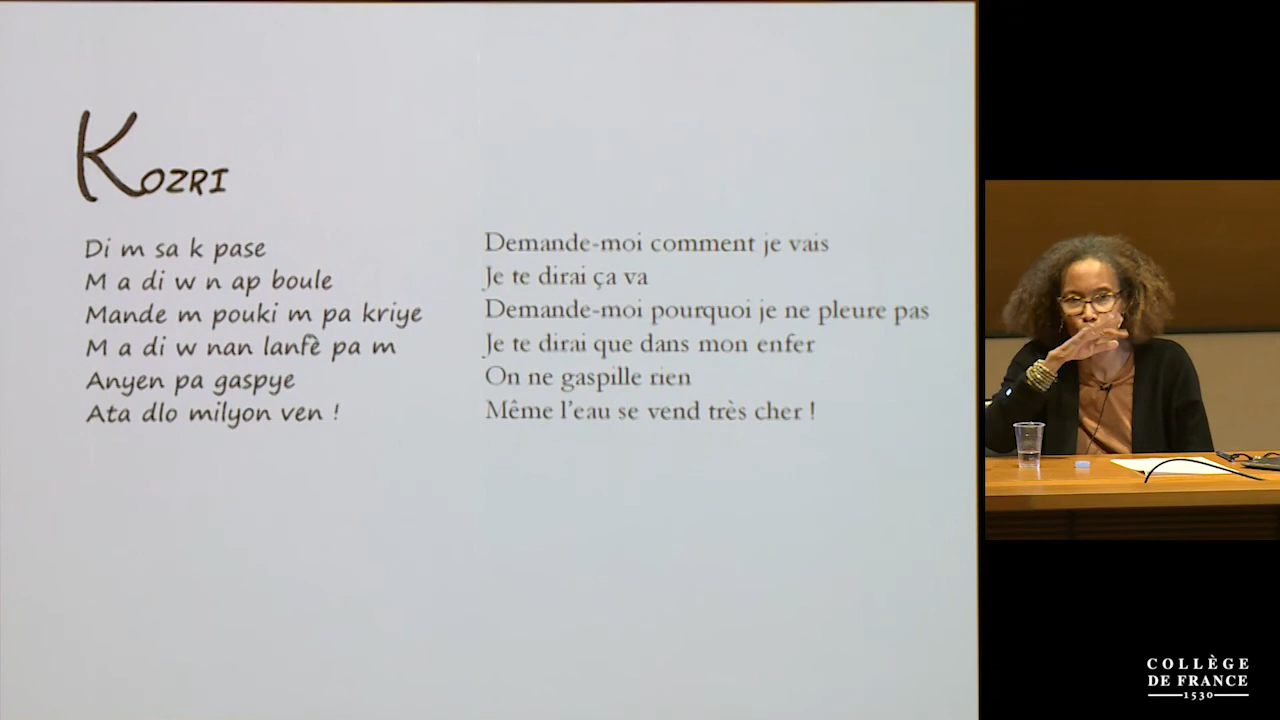 KOZRI
Di m sa k pase
M a di w n ap boule
Mande m pouki m pa kriye
M a di w nan lanfè pa m
Anyen pa gaspye
Ata dlo milyon ven !
Demande-moi comment je vais
Je te dirai ça va
Demande-moi pourquoi je ne pleure pas
Je te dirai que dans mon enfer
On ne gaspille rien
Même l'eau se vend très cher !
COLLÈGE
DE FRANCE
1530